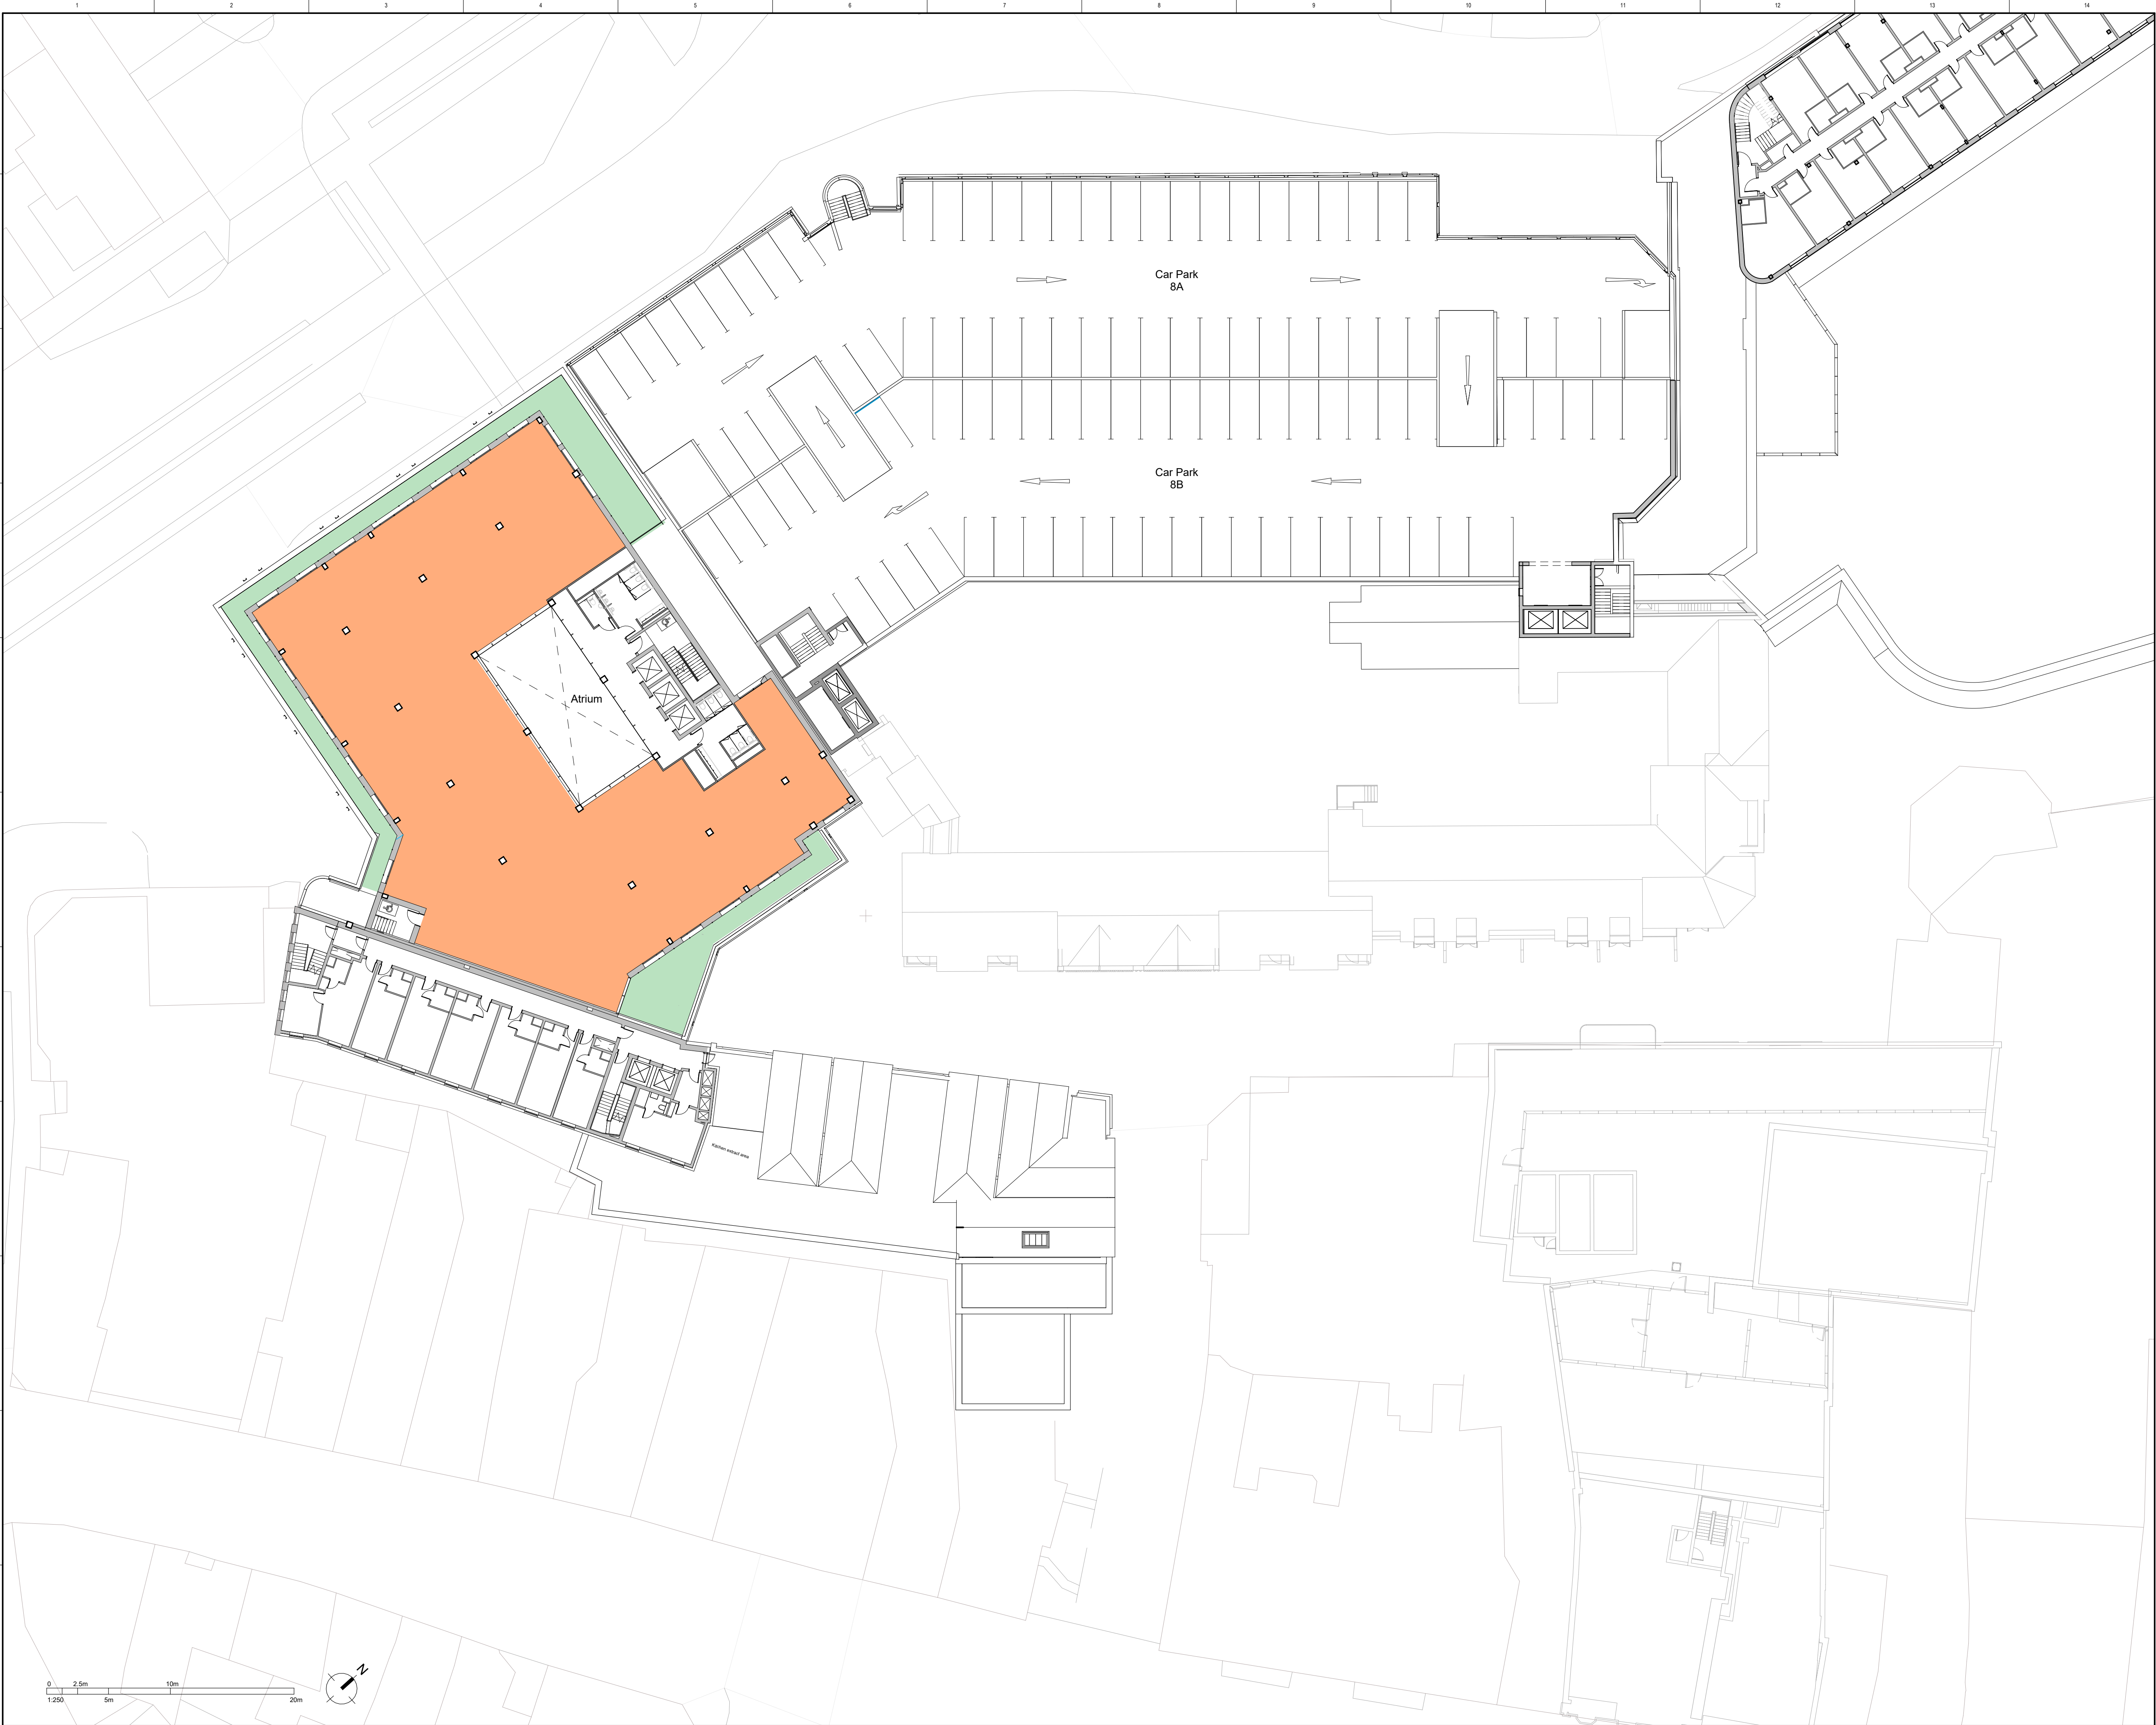 1 2 3 4 5 6 7 8 9 10 11 12 13 14
Car Park
8A
Car Park
8B
Atrium
Kitchen extract area
N
0 2.5m 10m
1:250 5m 20m